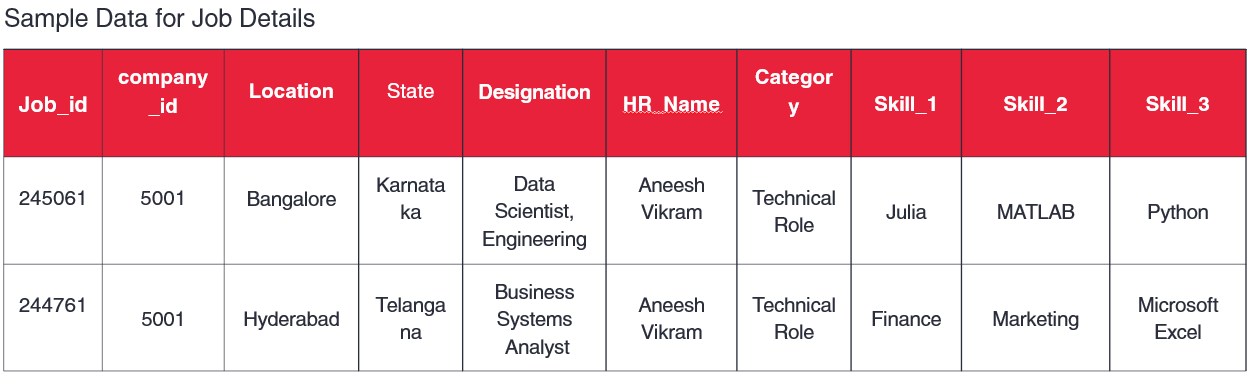 Sample Data for Job Details
Job_id
company
_id
Location
State
Designation
HR_Name
Categor
y
Skill_1
Skill_2
Skill_3
245061
5001
Bangalore
Karnata
ka
Data
Scientist,
Engineering
Aneesh
Vikram
Technical
Role
Julia
MATLAB
Python
244761
5001
Hyderabad
Telanga
na
Business
Systems
Analyst
Aneesh
Vikram
Technical
Role
Finance
Marketing
Microsoft
Excel